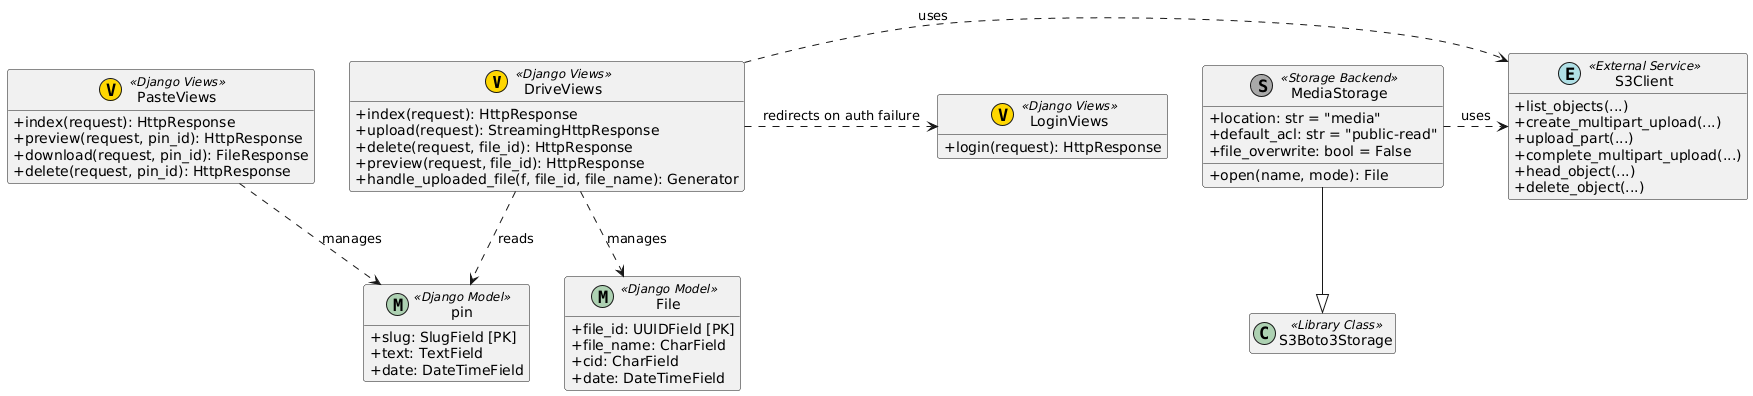 uses
V «Django Views»
PasteViews
+index(request): HttpResponse
+preview(request, pin_id): HttpResponse
+download(request, pin_id): FileResponse
+delete(request, pin_id): HttpResponse
V «Django Views»
DriveViews
+index(request): HttpResponse
+upload(request): StreamingHttpResponse
+delete(request, file_id): HttpResponse
+preview(request, file_id): HttpResponse
+handle_uploaded_file(f, file_id, file_name): Generator
redirects on auth failure
V «Django Views»
LoginViews
+login(request): HttpResponse
S «Storage Backend»
MediaStorage
+location: str = "media"
+default_acl: str = "public-read"
+file_overwrite: bool = False
+open(name, mode): File
uses
E «External Service»
S3Client
+list_objects(...)
+create_multipart_upload(...)
+upload_part(...)
+complete_multipart_upload(...)
+head_object(...)
+delete_object(...)
manages
reads
manages
M «Django Model»
pin
+slug: SlugField [PK]
+text: TextField
+date: DateTimeField
M «Django Model»
File
+file_id: UUIDField [PK]
+file_name: CharField
+cid: CharField
+date: DateTimeField
C «Library Class»
S3Boto3Storage